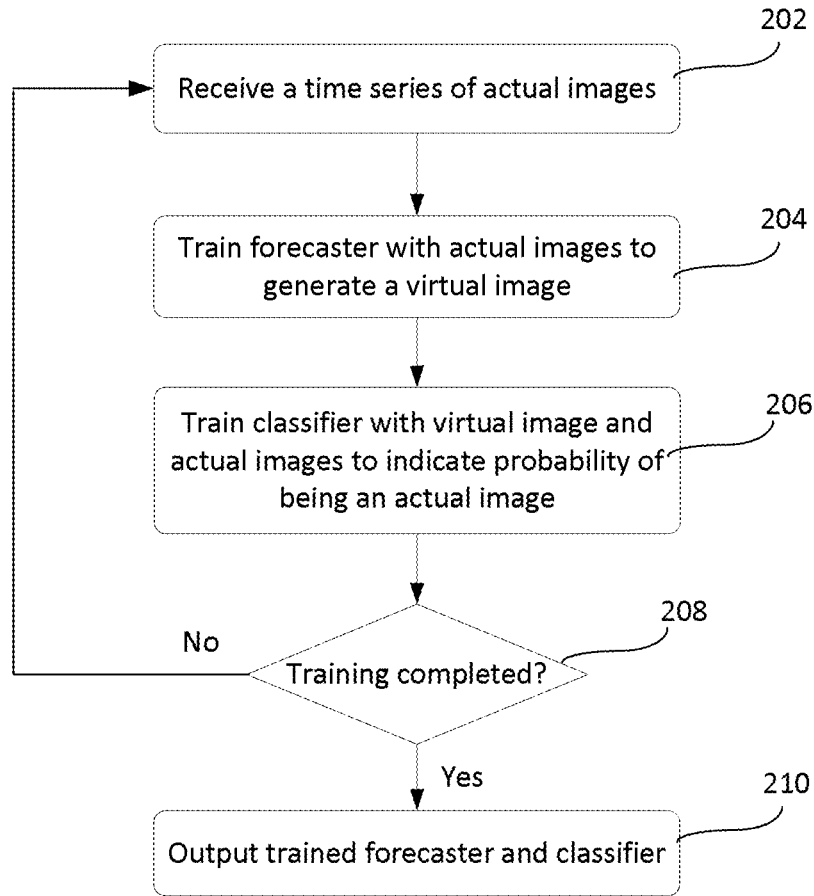 202
Receive a time series of actual images
204
Train forecaster with actual images to
generate a virtual image
206
Train classifier with virtual image and
actual images to indicate probability of
being an actual image
208
No
Training completed?
Yes
210
Output trained forecaster and classifier